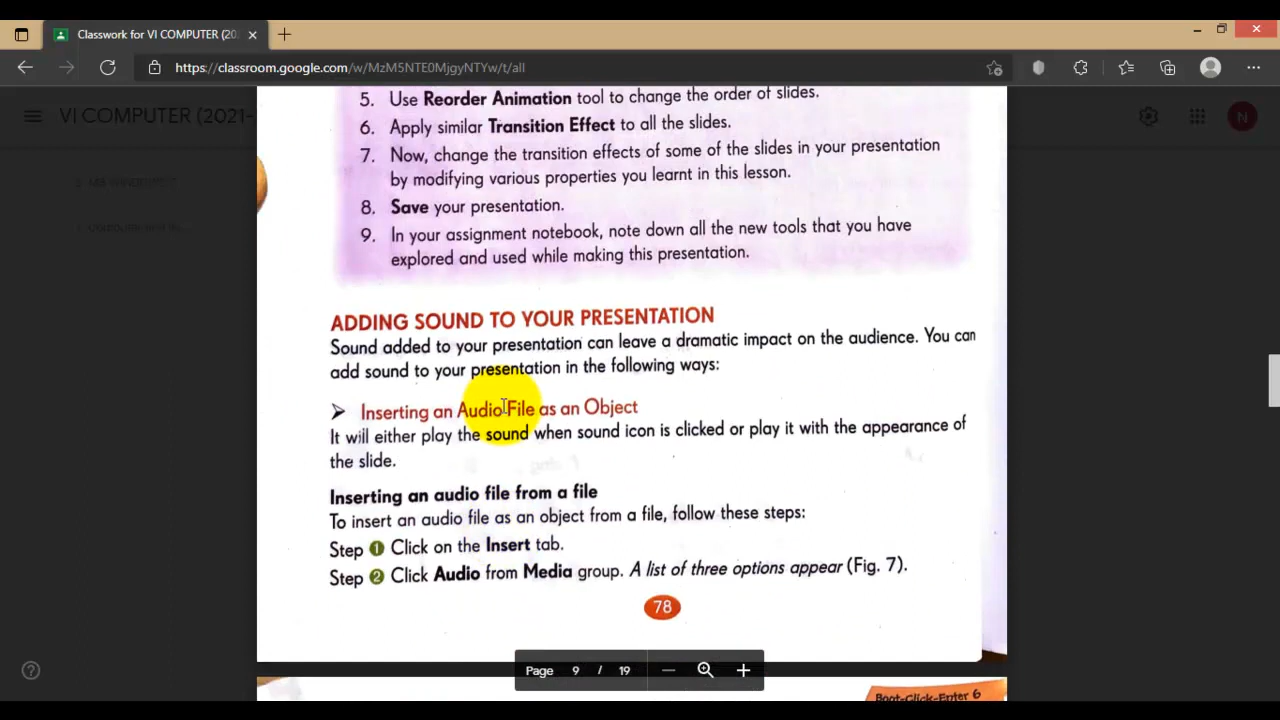 Classwork for VI COMPUTER (202
https://classroom.google.com/w/MzM5NTE0MjgyNTYw/t/all
VI COMPUTER (2021-
N
5. Use Reorder Animation tool to change the order of slides.
6. Apply similar Transition Effect to all the slides.
7. Now, change the transition effects of some of the slides in your presentation
by modifying various properties you learnt in this lesson.
8. Save your presentation.
9. In your assignment notebook, note down all the new tools that you have
explored and used while making this presentation.
ADDING SOUND TO YOUR PRESENTATION
Sound added to your presentation can leave a dramatic impact on the audience. You can
add sound to your presentation in the following ways:
➢ Inserting an Audio File as an Object
It will either play the sound when sound icon is clicked or play it with the appearance of
the slide.
Inserting an audio file from a file
To insert an audio file as an object from a file, follow these steps:
Step 1 Click on the Insert tab.
Step 2 Click Audio from Media group. A list of three options appear (Fig. 7).
78
Page 9 / 19
Boot-Click-Enter 6